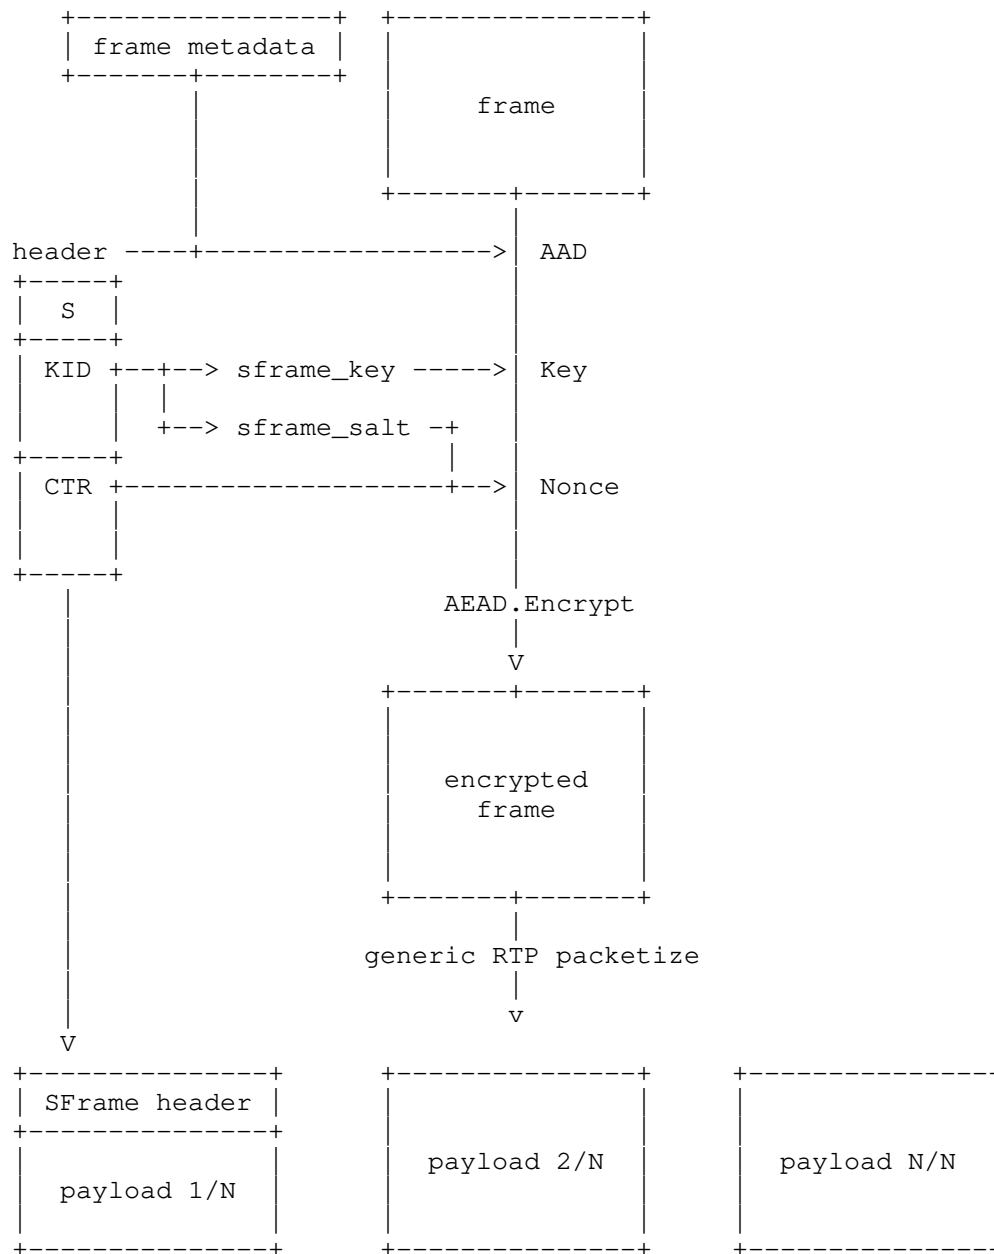 frame metadata
frame
header AAD
S
KID sframe_key Key
sframe_salt
CTR Nonce
AEAD.Encrypt
V
encrypted
frame
generic RTP packetize
v
V
SFrame header
payload 2/N payload N/N
payload 1/N